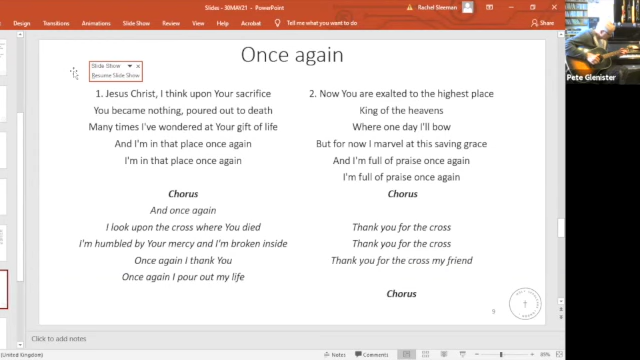 Slides - 30MAY21 - PowerPoint
Rachel Sleeman
Design
Transitions
Animations
Slide Show
Review
View
Help
Acrobat
Tell me what you want to do
Share
Once again
Slide Show
Resume Slide Show
1. Jesus Christ, I think upon Your sacrifice
You became nothing, poured out to death
Many times I've wondered at Your gift of life
And I'm in that place once again
I'm in that place once again
Chorus
And once again
I look upon the cross where You died
I'm humbled by Your mercy and I'm broken inside
Once again I thank You
Once again I pour out my life
2. Now You are exalted to the highest place
King of the heavens
Where one day I'll bow
But for now I marvel at this saving grace
And I'm full of praise once again
I'm full of praise once again
Chorus
Thank you for the cross
Thank you for the cross
Thank you for the cross my friend
Chorus
9
Pete Glenister
Click to add notes
(United Kingdom)
Notes
Comments